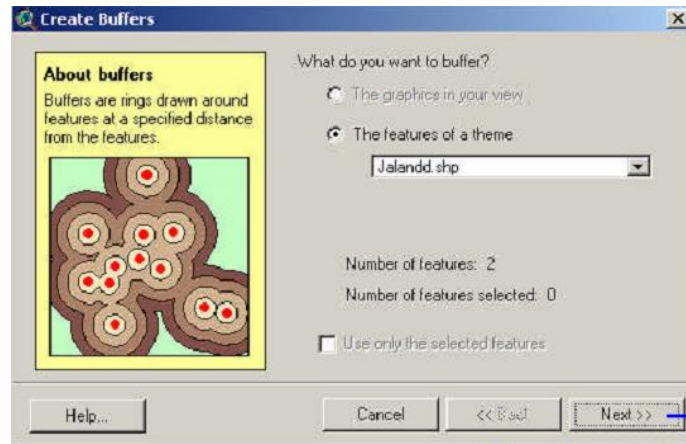 Create Buffers
About buffers
Buffers are rings drawn around
features at a specified distance
from the features.
What do you want to buffer?
The graphics in your view
The features of a theme
Jalandd.shp
Number of features: 2
Number of features selected: 0
Use only the selected features
Help...
Cancel
<< Back
Next >>